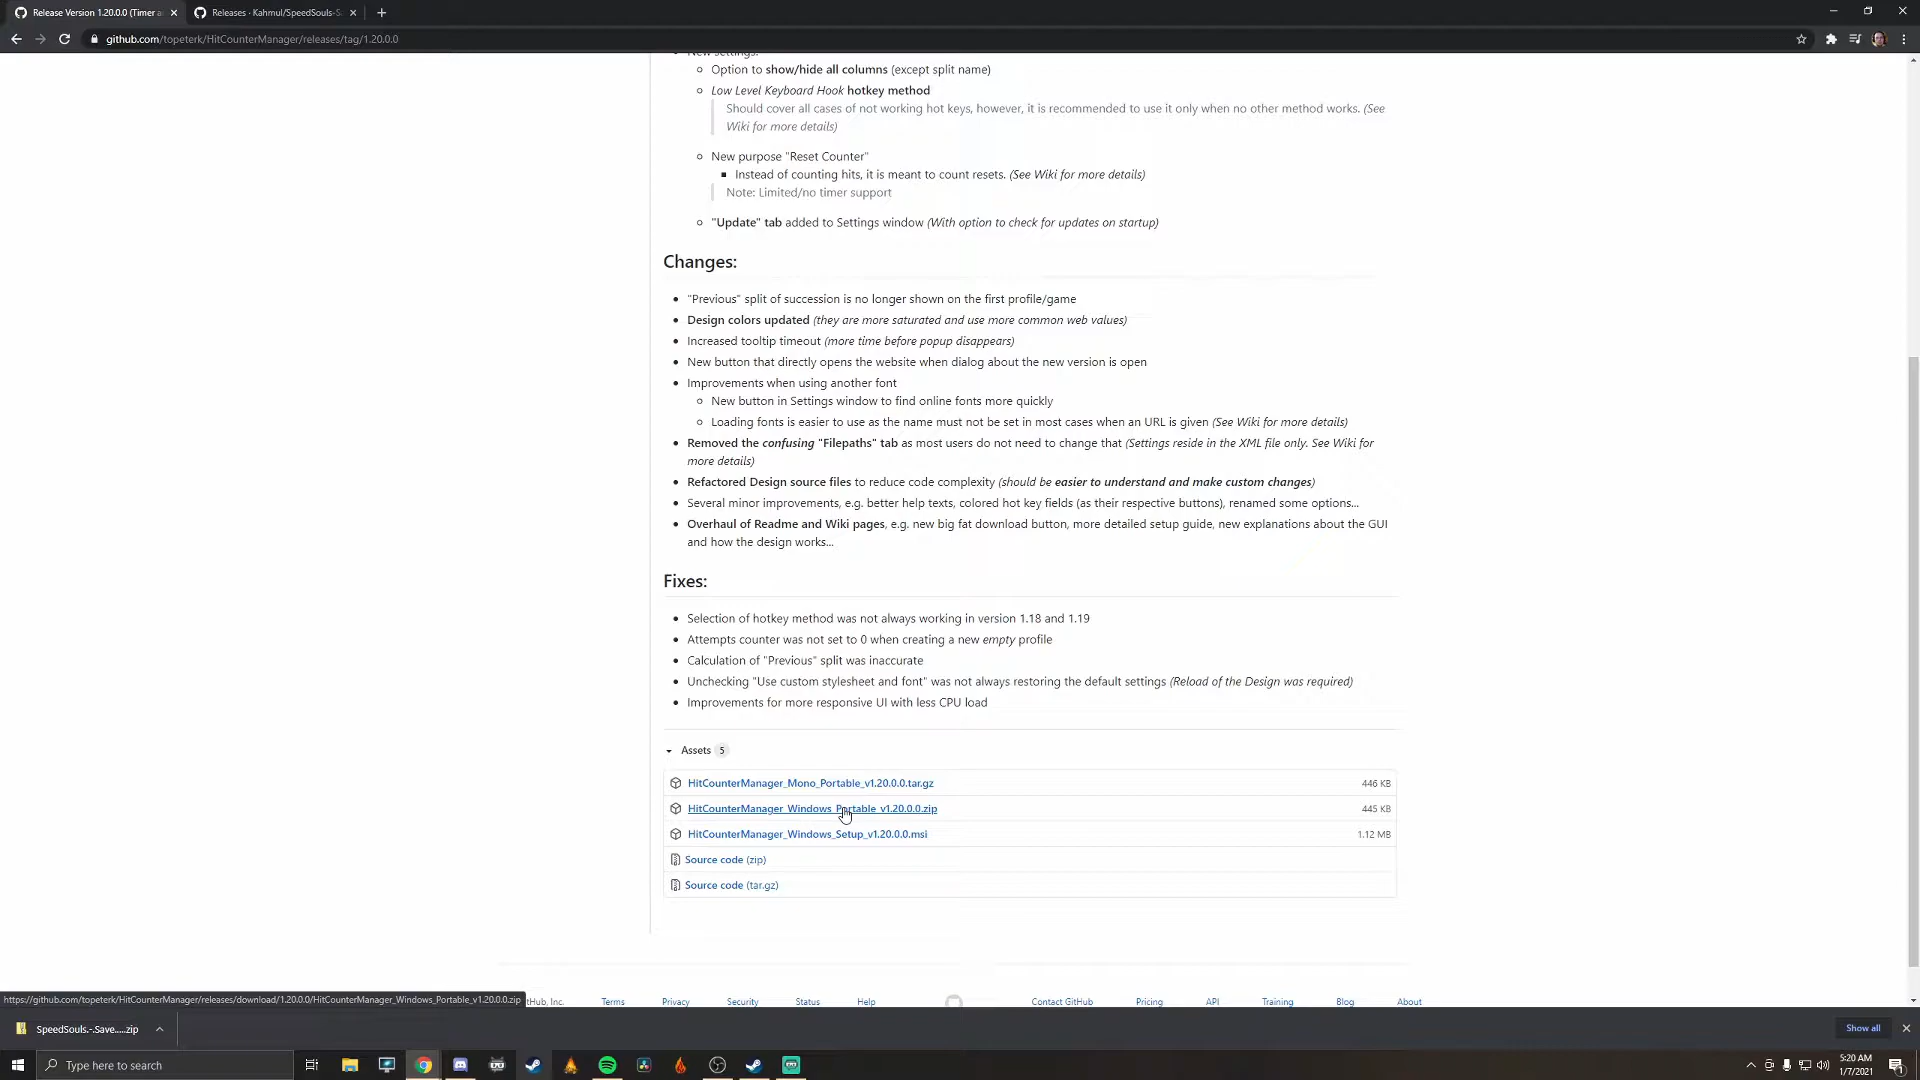 Release Version 1.20.0.0 (Timer a
Releases · Kahmul/SpeedSouls-S
github.com/topeterk/HitCounterManager/releases/tag/1.20.0.0
New settings:
Option to show/hide all columns (except split name)
Low Level Keyboard Hook hotkey method
Should cover all cases of not working hot keys, however, it is recommended to use it only when no other method works. (See
Wiki for more details)
New purpose "Reset Counter"
Instead of counting hits, it is meant to count resets. (See Wiki for more details)
Note: Limited/no timer support
"Update" tab added to Settings window (With option to check for updates on startup)
Changes:
"Previous" split of succession is no longer shown on the first profile/game
Design colors updated (they are more saturated and use more common web values)
Increased tooltip timeout (more time before popup disappears)
New button that directly opens the website when dialog about the new version is open
Improvements when using another font
New button in Settings window to find online fonts more quickly
Loading fonts is easier to use as the name must not be set in most cases when an URL is given (See Wiki for more details)
Removed the confusing "Filepaths" tab as most users do not need to change that (Settings reside in the XML file only. See Wiki for
more details)
Refactored Design source files to reduce code complexity (should be easier to understand and make custom changes)
Several minor improvements, e.g. better help texts, colored hot key fields (as their respective buttons), renamed some options...
Overhaul of Readme and Wiki pages, e.g. new big fat download button, more detailed setup guide, new explanations about the GUI
and how the design works...
Fixes:
Selection of hotkey method was not always working in version 1.18 and 1.19
Attempts counter was not set to 0 when creating a new empty profile
Calculation of "Previous" split was inaccurate
Unchecking "Use custom stylesheet and font" was not always restoring the default settings (Reload of the Design was required)
Improvements for more responsive UI with less CPU load
Assets 5
HitCounterManager_Mono_Portable_v1.20.0.0.tar.gz 446 KB
HitCounterManager_Windows_Portable_v1.20.0.0.zip 445 KB
HitCounterManager_Windows_Setup_v1.20.0.0.msi 1.12 MB
Source code (zip)
Source code (tar.gz)
https://github.com/topeterk/HitCounterManager/releases/download/1.20.0.0/HitCounterManager_Windows_Portable_v1.20.0.0.zip
tHub, Inc. Terms Privacy Security Status Help Contact GitHub Pricing API Training Blog About
SpeedSouls.-.Save.....zip
Show all
Type here to search
5:20 AM
1/7/2021